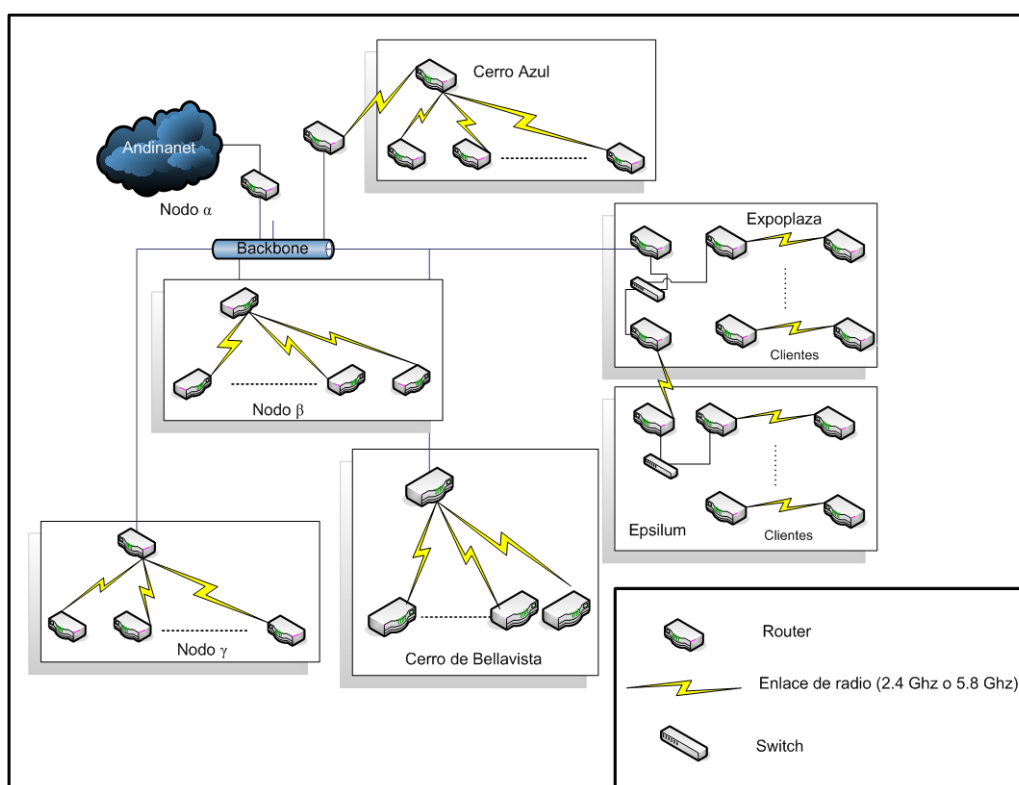 Cerro Azul
Andinanet
Nodo α
Backbone
Expoplaza
Clientes
Nodo β
Epsilum
Clientes
Nodo γ
Cerro de Bellavista
Router
Enlace de radio (2.4 Ghz o 5.8 Ghz)
Switch